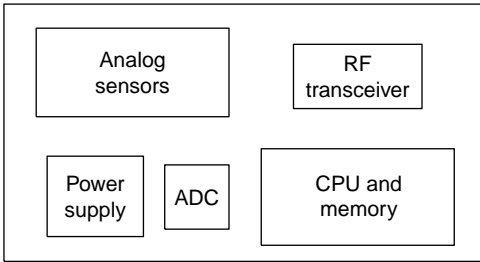 Analog
sensors
RF
transceiver
Power
supply
ADC
CPU and
memory